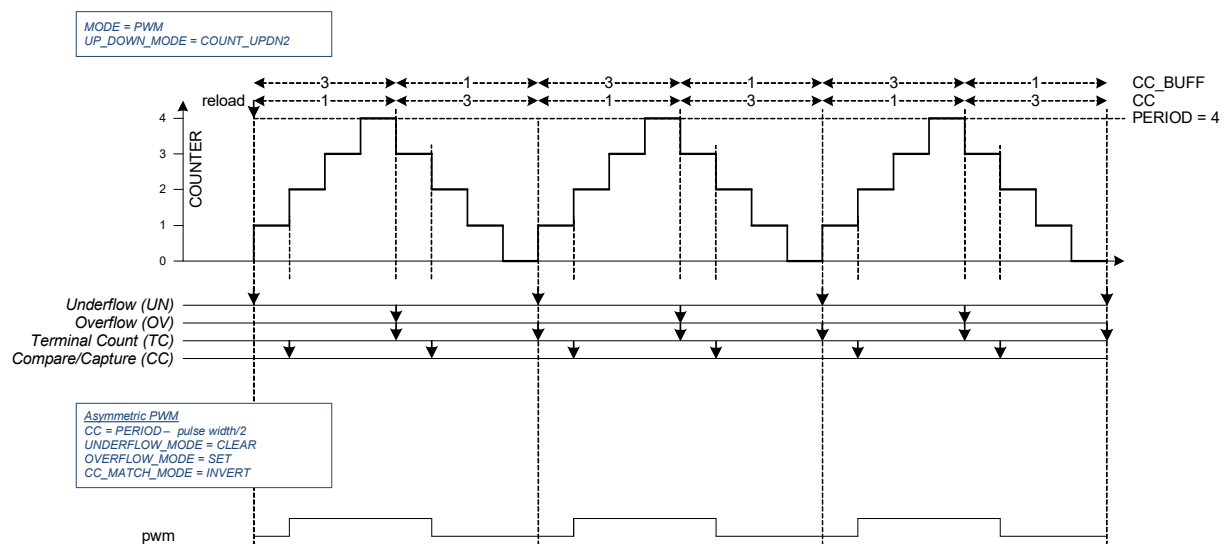 MODE = PWM
UP_DOWN_MODE = COUNT_UPDN2
3 1 3 1 3 1 CC_BUFF
reload 1 3 1 3 1 3 CC
4 PERIOD = 4
COUNTER
3
2
1
0
Underflow (UN)
Overflow (OV)
Terminal Count (TC)
Compare/Capture (CC)
Asymmetric PWM
CC = PERIOD – pulse width/2
UNDERFLOW_MODE = CLEAR
OVERFLOW_MODE = SET
CC_MATCH_MODE = INVERT
pwm